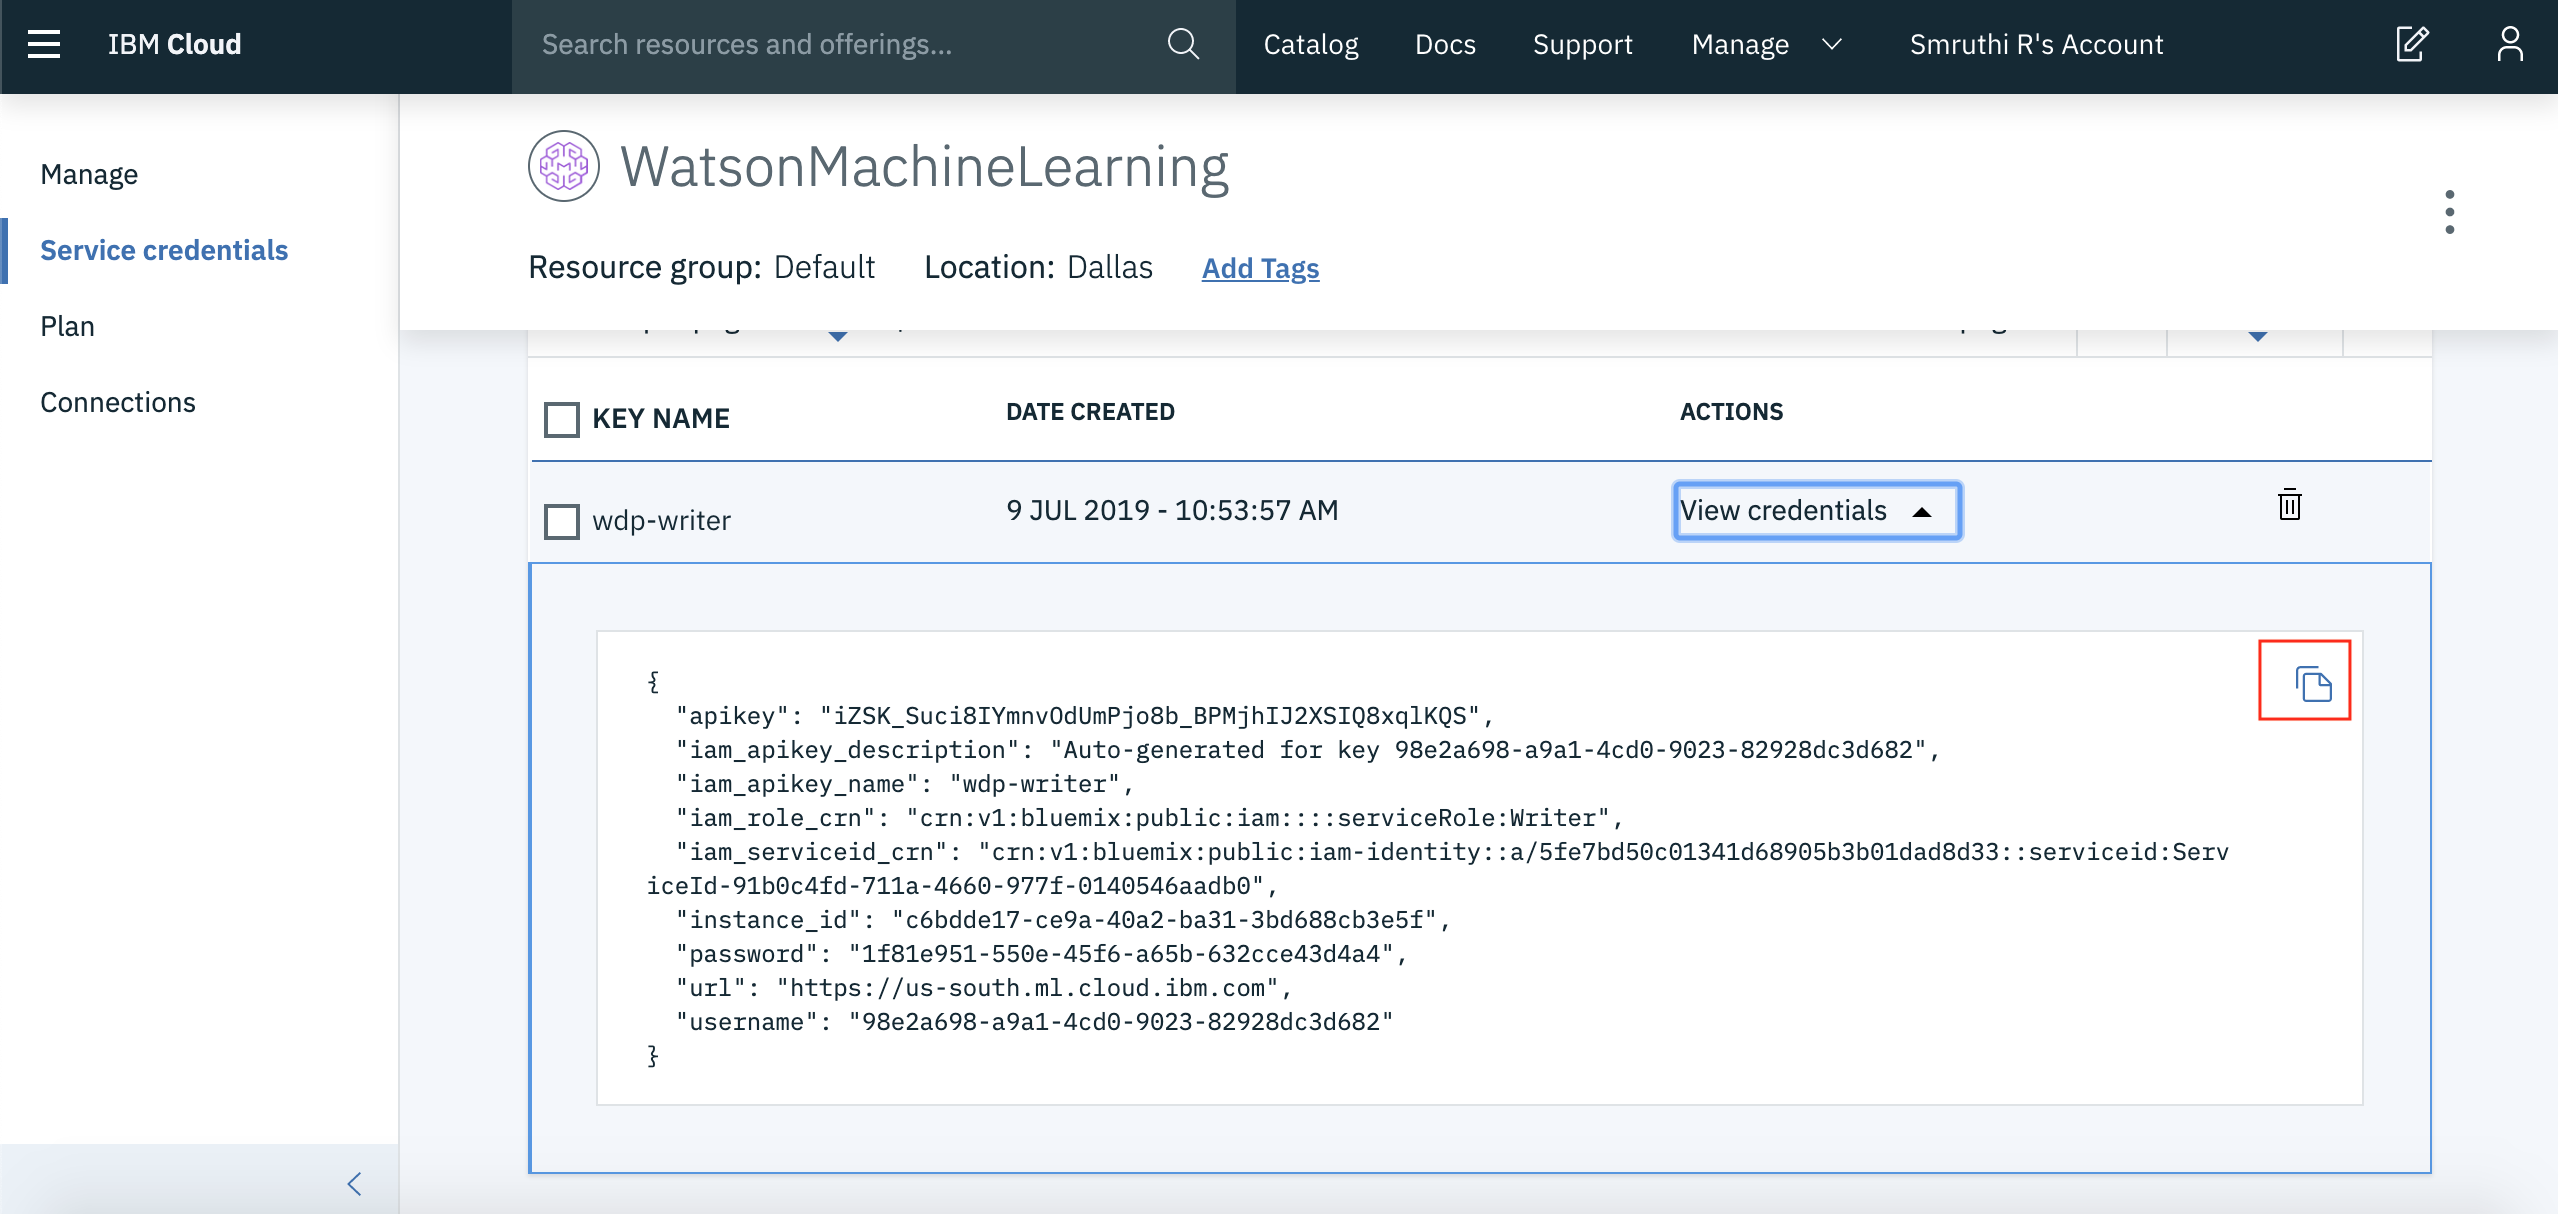 IBM Cloud
Search resources and offerings...
Catalog
Docs
Support
Manage
Smruthi R's Account
Manage
Service credentials
Plan
Connections
WatsonMachineLearning
Resource group: Default Location: Dallas Add Tags
KEY NAME DATE CREATED ACTIONS
wdp-writer 9 JUL 2019 - 10:53:57 AM View credentials
{
"apikey": "iZSK_Suci8IYmnvOdUmPjo8b_BPMjhIJ2XSIQ8xqlKQS",
"iam_apikey_description": "Auto-generated for key 98e2a698-a9a1-4cd0-9023-82928dc3d682",
"iam_apikey_name": "wdp-writer",
"iam_role_crn": "crn:v1:bluemix:public:iam::::serviceRole:Writer",
"iam_serviceid_crn": "crn:v1:bluemix:public:iam-identity::a/5fe7bd50c01341d68905b3b01dad8d33::serviceid:Serv
iceId-91b0c4fd-711a-4660-977f-0140546aadb0",
"instance_id": "c6bdde17-ce9a-40a2-ba31-3bd688cb3e5f",
"password": "1f81e951-550e-45f6-a65b-632cce43d4a4",
"url": "https://us-south.ml.cloud.ibm.com",
"username": "98e2a698-a9a1-4cd0-9023-82928dc3d682"
}